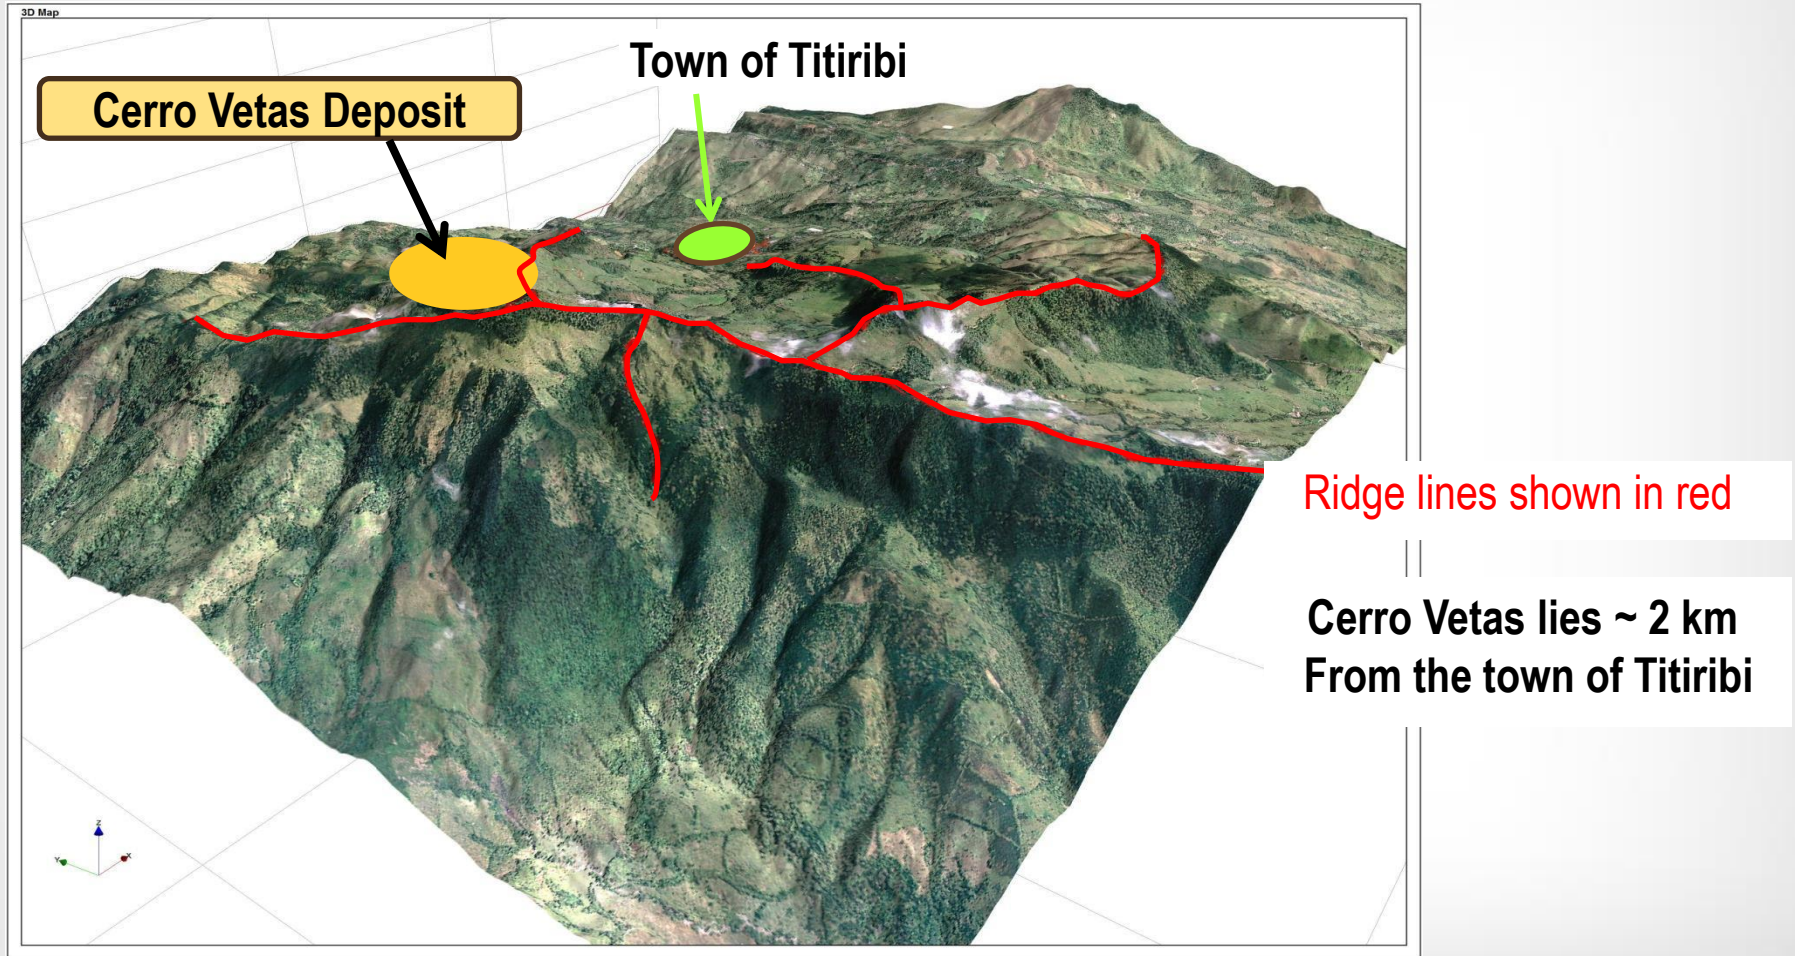 3D Map
Town of Titiribi
Cerro Vetas Deposit
Ridge lines shown in red
Cerro Vetas lies ~ 2 km
From the town of Titiribi
Z
Y
X